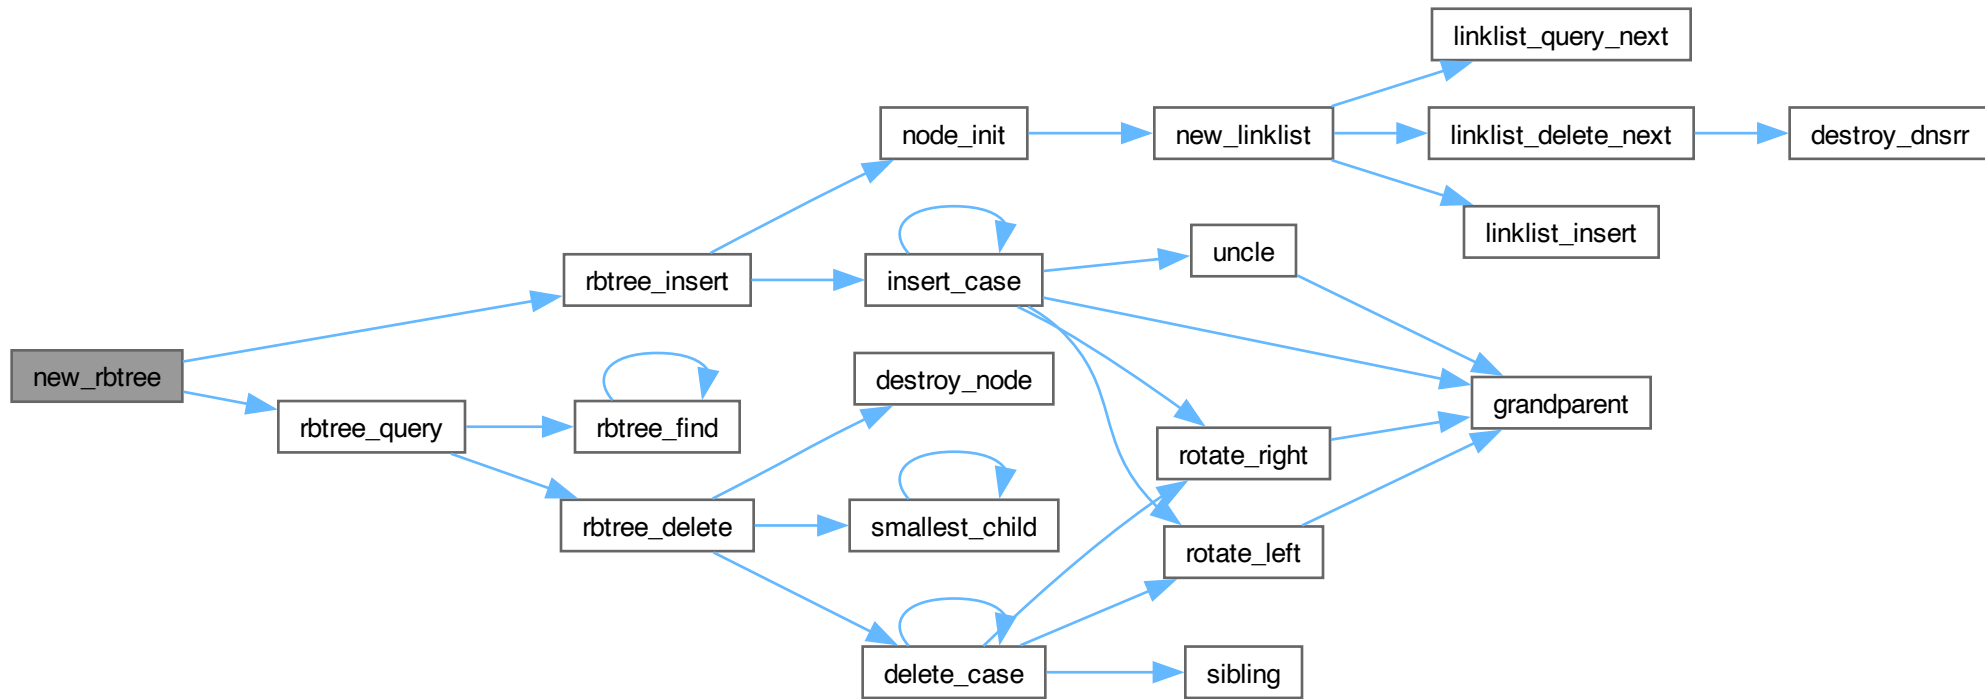 linklist_query_next
node_init
new_linklist
linklist_delete_next
destroy_dnsrr
linklist_insert
uncle
rbtree_insert
insert_case
new_rbtree
destroy_node
grandparent
rbtree_query
rbtree_find
rotate_right
rbtree_delete
smallest_child
rotate_left
delete_case
sibling